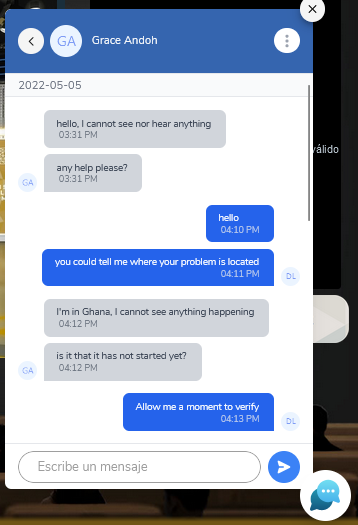 GA
Grace Andoh
2022-05-05
hello, I cannot see nor hear anything
03:31 PM
any help please?
03:31 PM
GA
hello
04:10 PM
you could tell me where your problem is located
04:11 PM
DL
I'm in Ghana, I cannot see anything happening
04:12 PM
is it that it has not started yet?
04:12 PM
GA
Allow me a moment to verify
04:13 PM
DL
Escribe un mensaje
válido